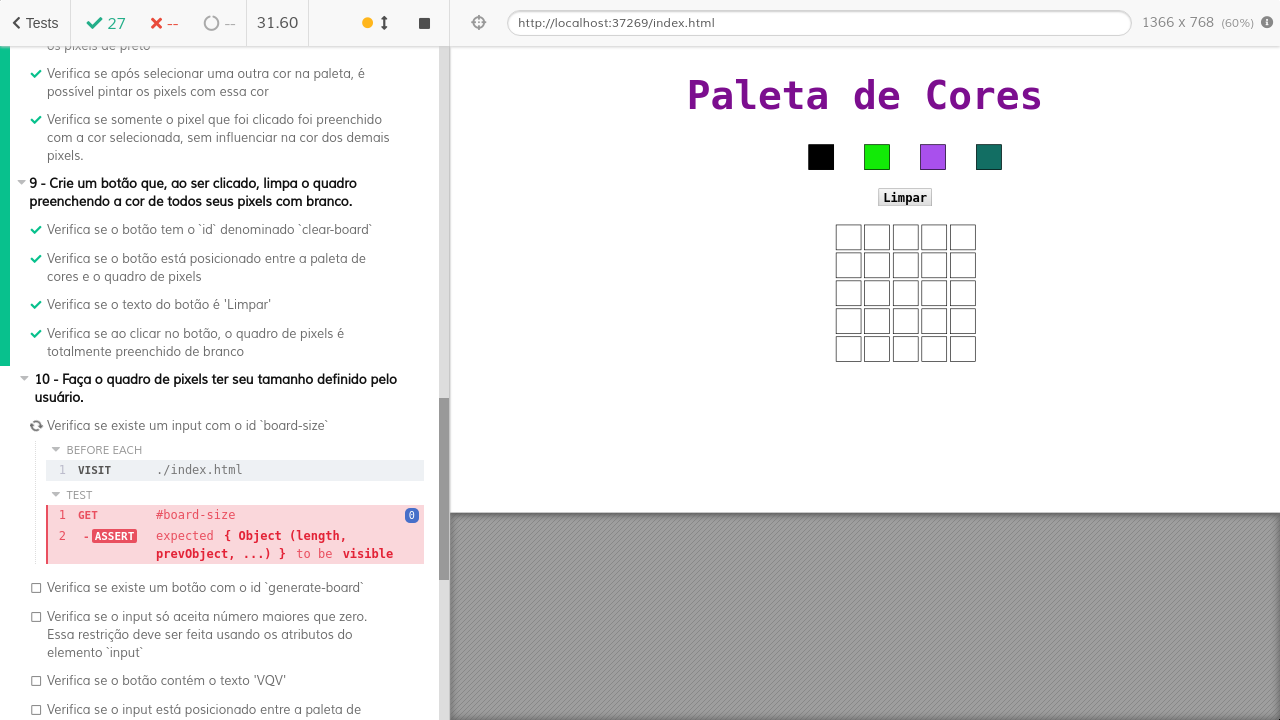 Tests
27
--
--
31.60
http://localhost:37269/index.html
1366 x 768 (60%)
os pixels de preto
Verifica se após selecionar uma outra cor na paleta, é
possível pintar os pixels com essa cor
Verifica se somente o pixel que foi clicado foi preenchido
com a cor selecionada, sem influenciar na cor dos demais
pixels.
9 - Crie um botão que, ao ser clicado, limpa o quadro
preenchendo a cor de todos seus pixels com branco.
Verifica se o botão tem o `id` denominado `clear-board`
Verifica se o botão está posicionado entre a paleta de
cores e o quadro de pixels
Verifica se o texto do botão é 'Limpar'
Verifica se ao clicar no botão, o quadro de pixels é
totalmente preenchido de branco
10 - Faça o quadro de pixels ter seu tamanho definido pelo
usuário.
Verifica se existe um input com o id `board-size`
BEFORE EACH
1 VISIT ./index.html
TEST
1 GET #board-size 0
2 -ASSERT expected { Object (length,
prevObject, ...) } to be visible
Verifica se existe um botão com o id `generate-board`
Verifica se o input só aceita número maiores que zero.
Essa restrição deve ser feita usando os atributos do
elemento `input`
Verifica se o botão contém o texto 'VQV'
Verifica se o input está posicionado entre a paleta de
Paleta de Cores
Limpar